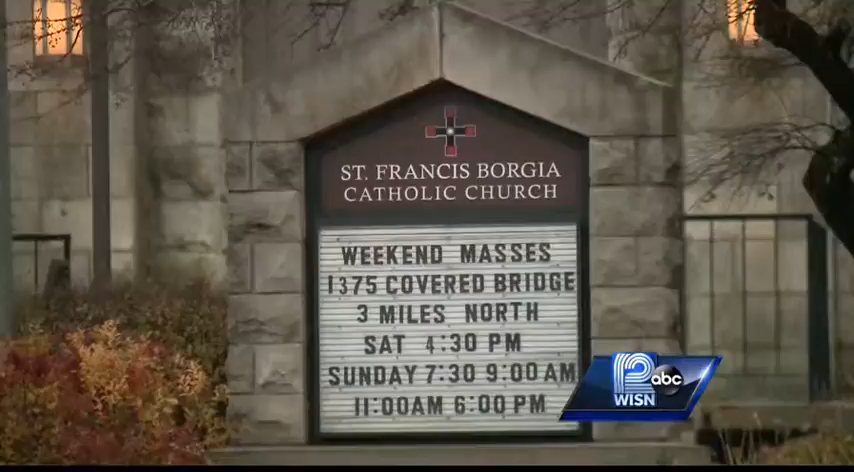 ST. FRANCIS BORGIA
CATHOLIC CHURCH
WEEKEND MASSES
1375 COVERED BRIDGE
3 MILES NORTH
SAT 4:30 PM
SUNDAY 7:30 9:00 AM
11:00AM 6:00 PM
12 abc
WISN